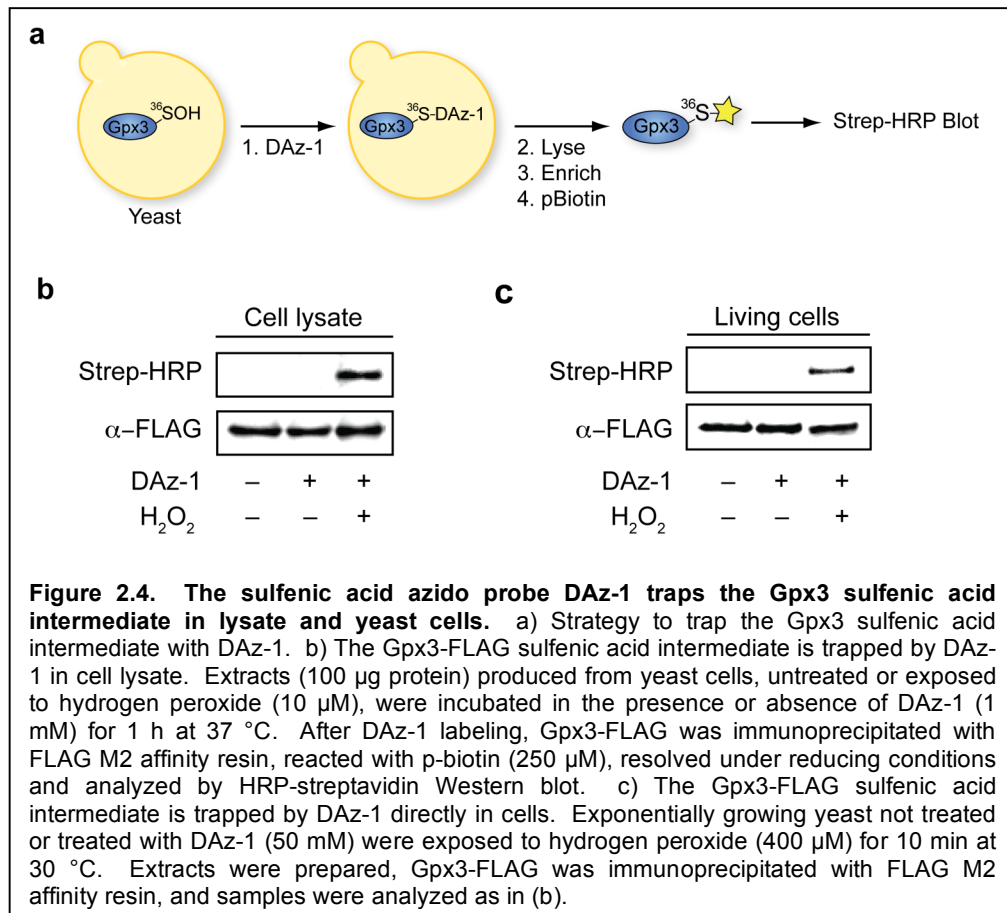 a
36
SOH
Gpx3
Yeast
1. DAz-1
36
S-DAz-1
Gpx3
2. Lyse
3. Enrich
4. pBiotin
36
S
Gpx3
Strep-HRP Blot
b
Cell lysate
Strep-HRP
α–FLAG
DAz-1 – + +
H₂O₂ – – +
c
Living cells
Strep-HRP
α–FLAG
DAz-1 – + +
H₂O₂ – – +
Figure 2.4. The sulfenic acid azido probe DAz-1 traps the Gpx3 sulfenic acid
intermediate in lysate and yeast cells. a) Strategy to trap the Gpx3 sulfenic acid
intermediate with DAz-1. b) The Gpx3-FLAG sulfenic acid intermediate is trapped by DAz-
1 in cell lysate. Extracts (100 µg protein) produced from yeast cells, untreated or exposed
to hydrogen peroxide (10 µM), were incubated in the presence or absence of DAz-1 (1
mM) for 1 h at 37 °C. After DAz-1 labeling, Gpx3-FLAG was immunoprecipitated with
FLAG M2 affinity resin, reacted with p-biotin (250 µM), resolved under reducing conditions
and analyzed by HRP-streptavidin Western blot. c) The Gpx3-FLAG sulfenic acid
intermediate is trapped by DAz-1 directly in cells. Exponentially growing yeast not treated
or treated with DAz-1 (50 mM) were exposed to hydrogen peroxide (400 µM) for 10 min at
30 °C. Extracts were prepared, Gpx3-FLAG was immunoprecipitated with FLAG M2
affinity resin, and samples were analyzed as in (b).